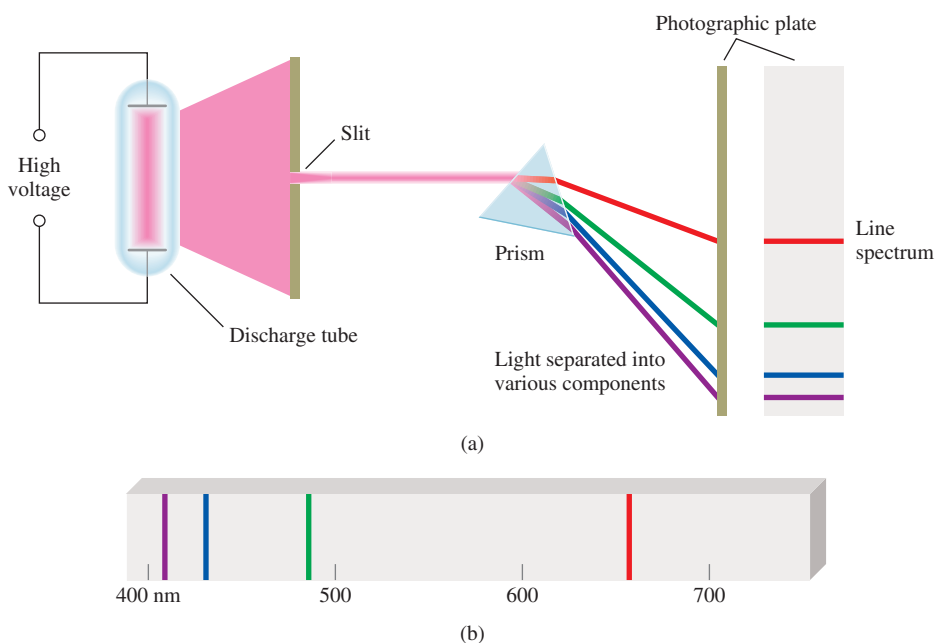 Photographic plate
Slit
High
voltage
Line
spectrum
Prism
Discharge tube
Light separated into
various components
(a)
400 nm
500
600
700
(b)